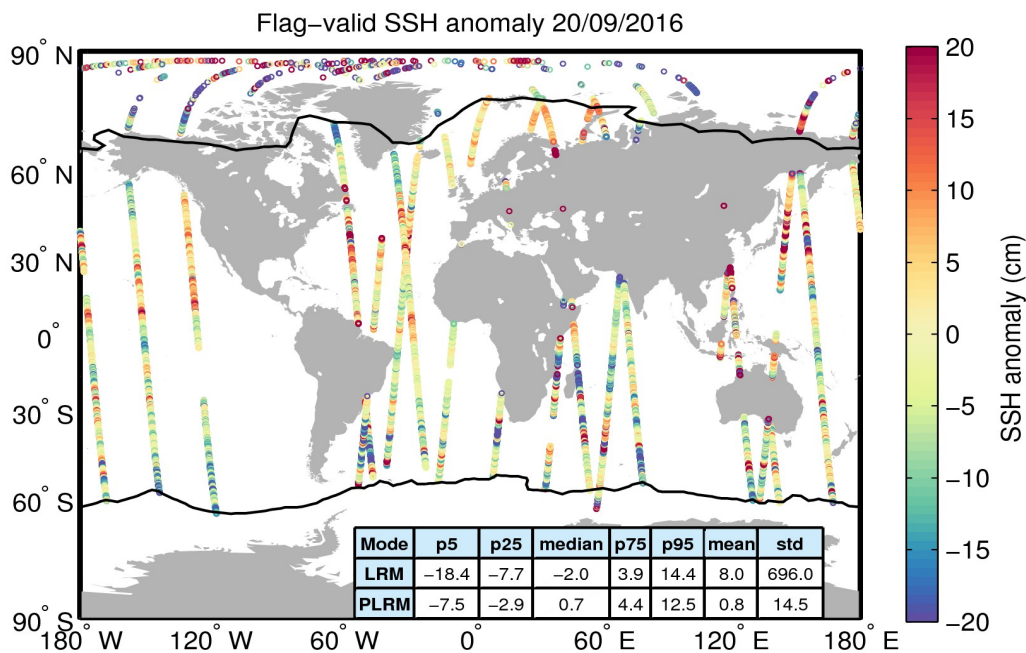 Flag−valid SSH anomaly 20/09/2016
90° N
60° N
30° N
0°
30° S
60° S
90° S
180° W 120° W 60° W 0° 60° E 120° E 180° E
Mode p5 p25 median p75 p95 mean std
LRM −18.4 −7.7 −2.0 3.9 14.4 8.0 696.0
PLRM −7.5 −2.9 0.7 4.4 12.5 0.8 14.5
20
15
10
5
0
−5
−10
−15
−20
SSH anomaly (cm)